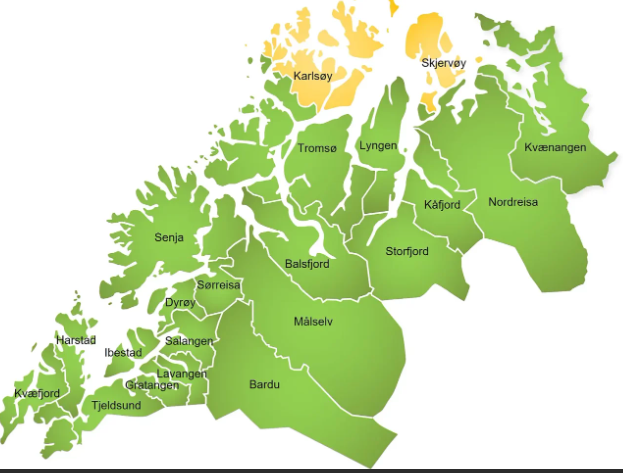 Karlsøy
Skjervøy
Tromsø
Lyngen
Kvænangen
Kåfjord
Nordreisa
Senja
Balsfjord
Storfjord
Sørreisa
Dyrøy
Målselv
Harstad
Ibestad
Salangen
Lavangen
Gratangen
Bardu
Kvæfjord
Tjeldsund